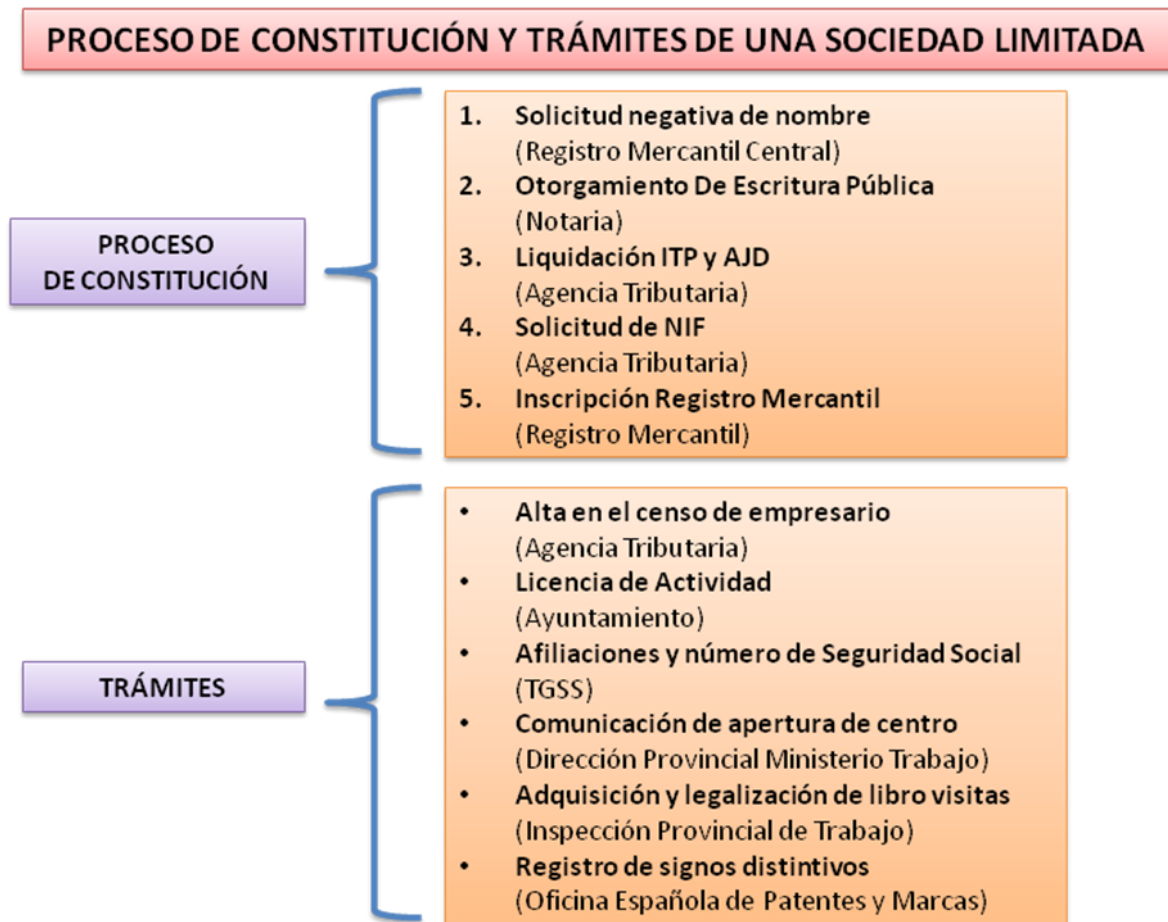 PROCESO DE CONSTITUCIÓN Y TRÁMITES DE UNA SOCIEDAD LIMITADA
PROCESO
DE CONSTITUCIÓN
1. Solicitud negativa de nombre
(Registro Mercantil Central)
2. Otorgamiento De Escritura Pública
(Notaria)
3. Liquidación ITP y AJD
(Agencia Tributaria)
4. Solicitud de NIF
(Agencia Tributaria)
5. Inscripción Registro Mercantil
(Registro Mercantil)
TRÁMITES
• Alta en el censo de empresario
(Agencia Tributaria)
• Licencia de Actividad
(Ayuntamiento)
• Afiliaciones y número de Seguridad Social
(TGSS)
• Comunicación de apertura de centro
(Dirección Provincial Ministerio Trabajo)
• Adquisición y legalización de libro visitas
(Inspección Provincial de Trabajo)
• Registro de signos distintivos
(Oficina Española de Patentes y Marcas)